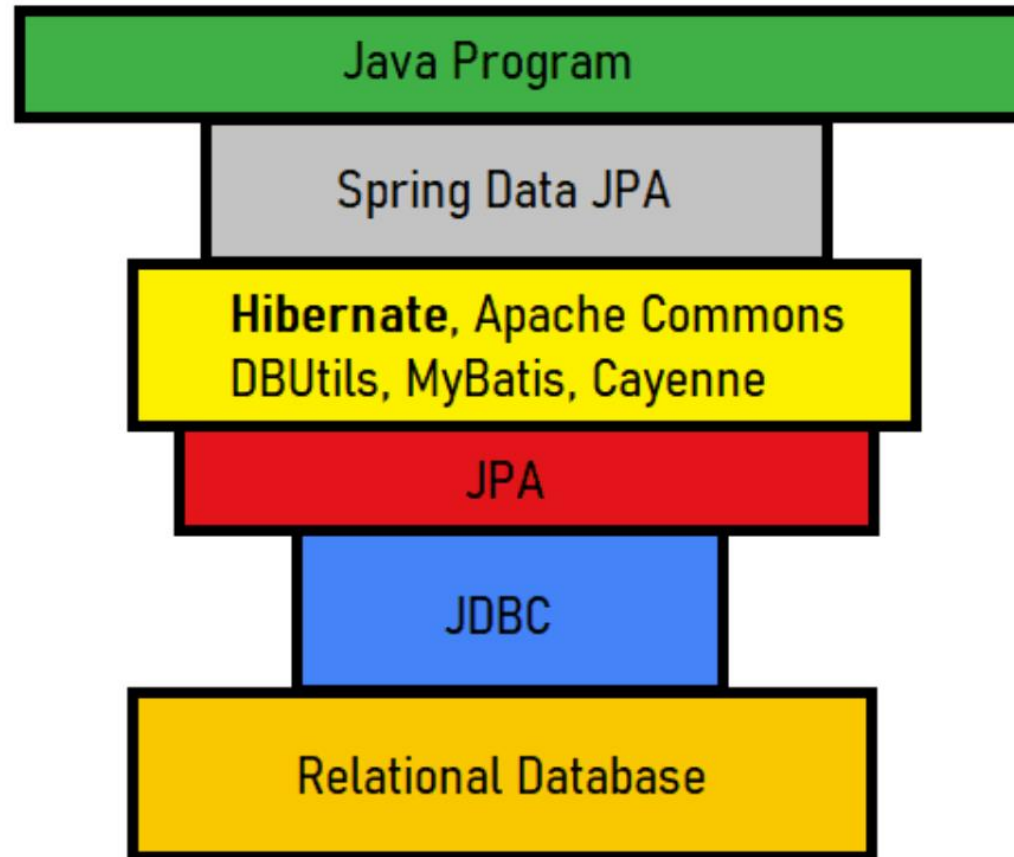 Java Program
Spring Data JPA
Hibernate, Apache Commons
DBUtils, MyBatis, Cayenne
JPA
JDBC
Relational Database